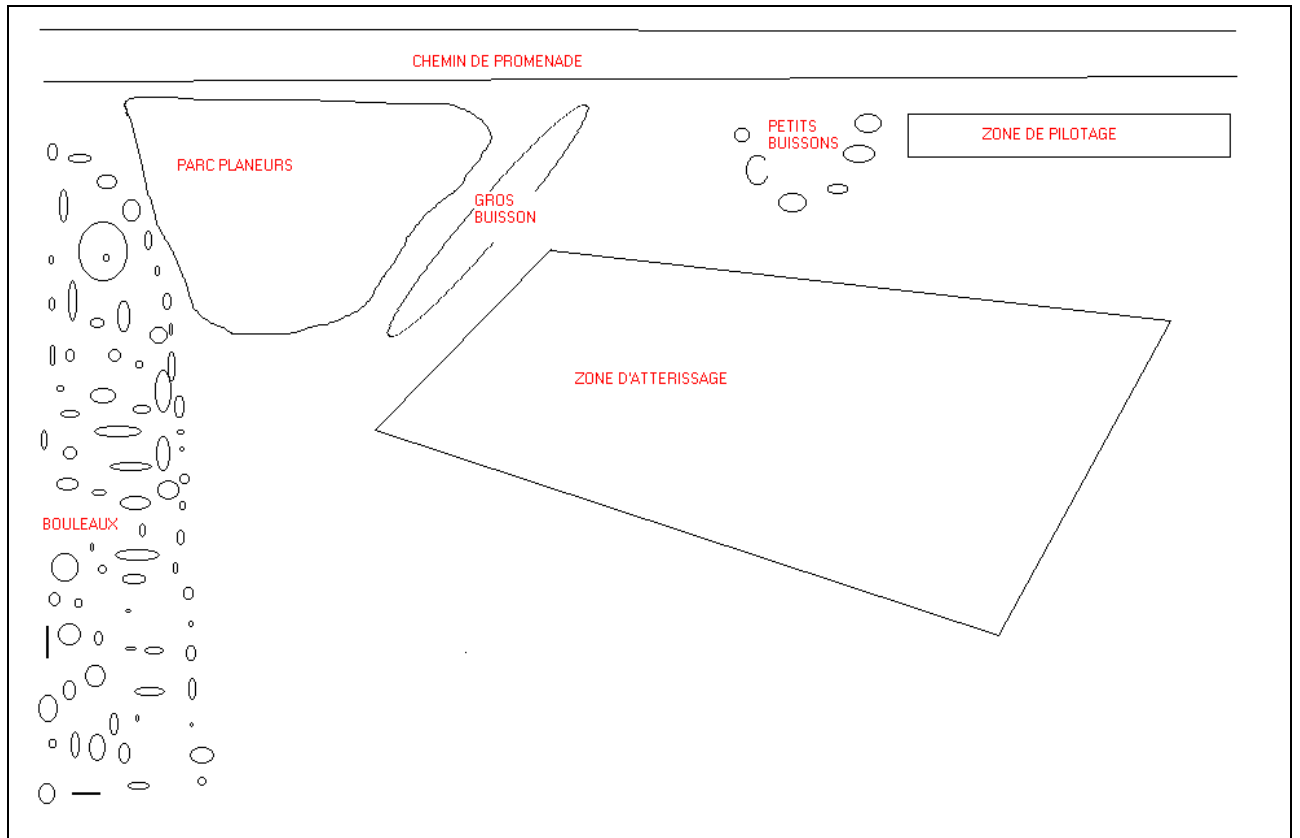 CHEMIN DE PROMENADE
PETITS
BUISSONS
ZONE DE PILOTAGE
PARC PLANEURS
GROS
BUISSON
ZONE D'ATTERISSAGE
BOULEAUX